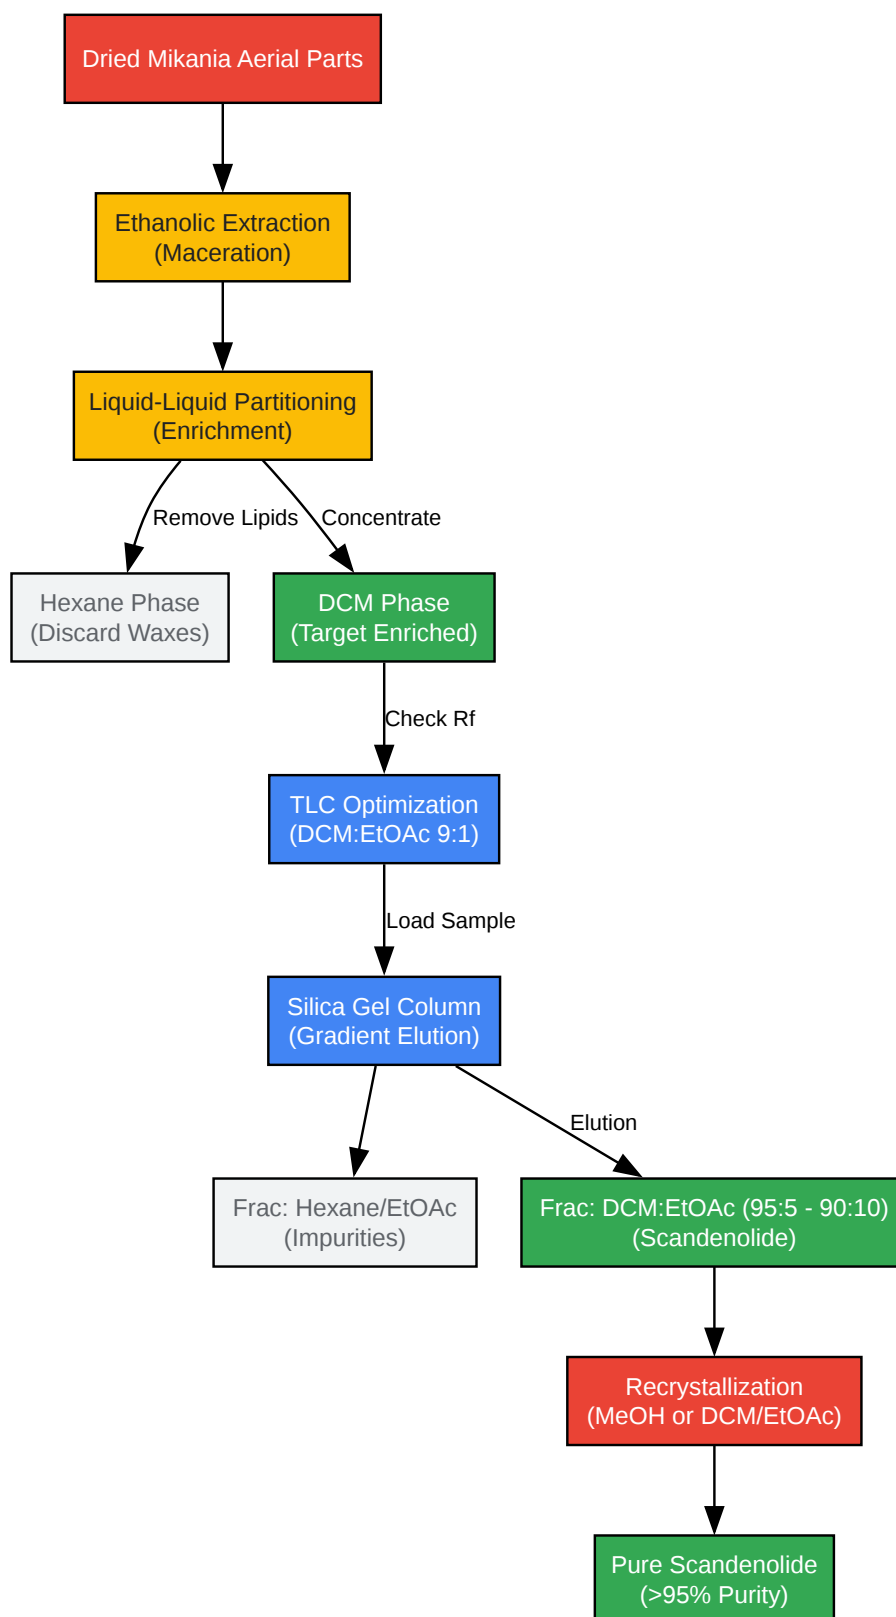 Dried Mikania Aerial Parts
Ethanolic Extraction
(Maceration)
Liquid-Liquid Partitioning
(Enrichment)
Remove Lipids
Concentrate
Hexane Phase
(Discard Waxes)
DCM Phase
(Target Enriched)
Check Rf
TLC Optimization
(DCM:EtOAc 9:1)
Load Sample
Silica Gel Column
(Gradient Elution)
Elution
Frac: Hexane/EtOAc
(Impurities)
Frac: DCM:EtOAc (95:5 - 90:10)
(Scandenolide)
Recrystallization
(MeOH or DCM/EtOAc)
Pure Scandenolide
(>95% Purity)